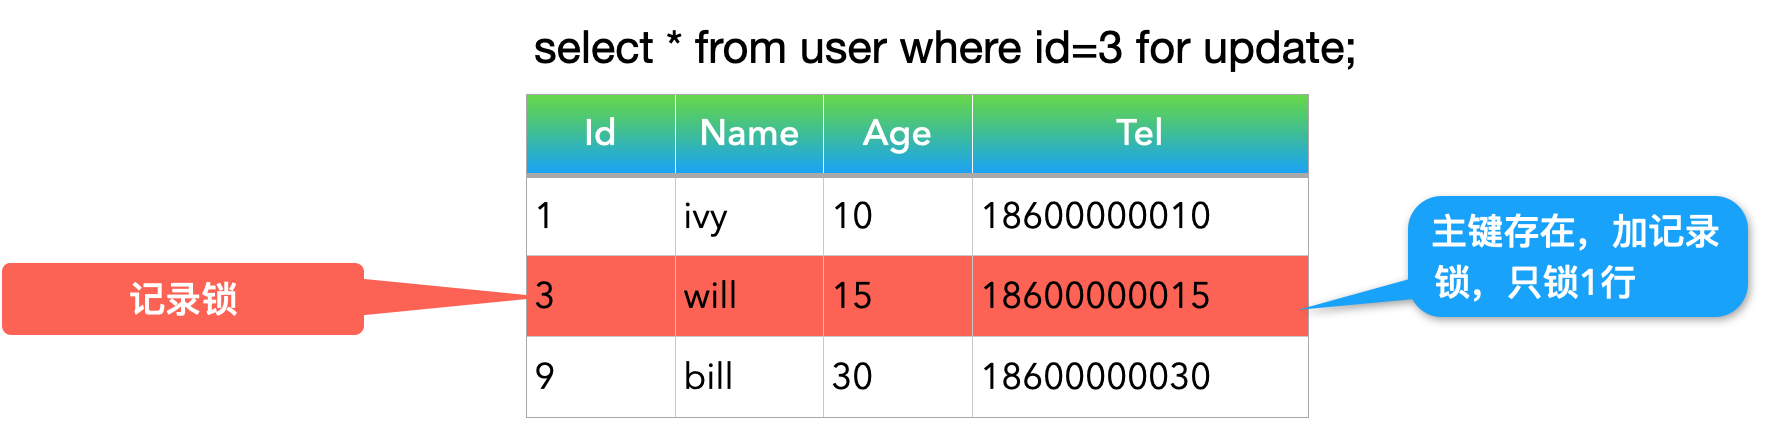 select * from user where id=3 for update;
Id Name Age Tel
1 ivy 10 18600000010
主键存在，加记录
锁，只锁1行
记录锁
3 will 15 18600000015
9 bill 30 18600000030